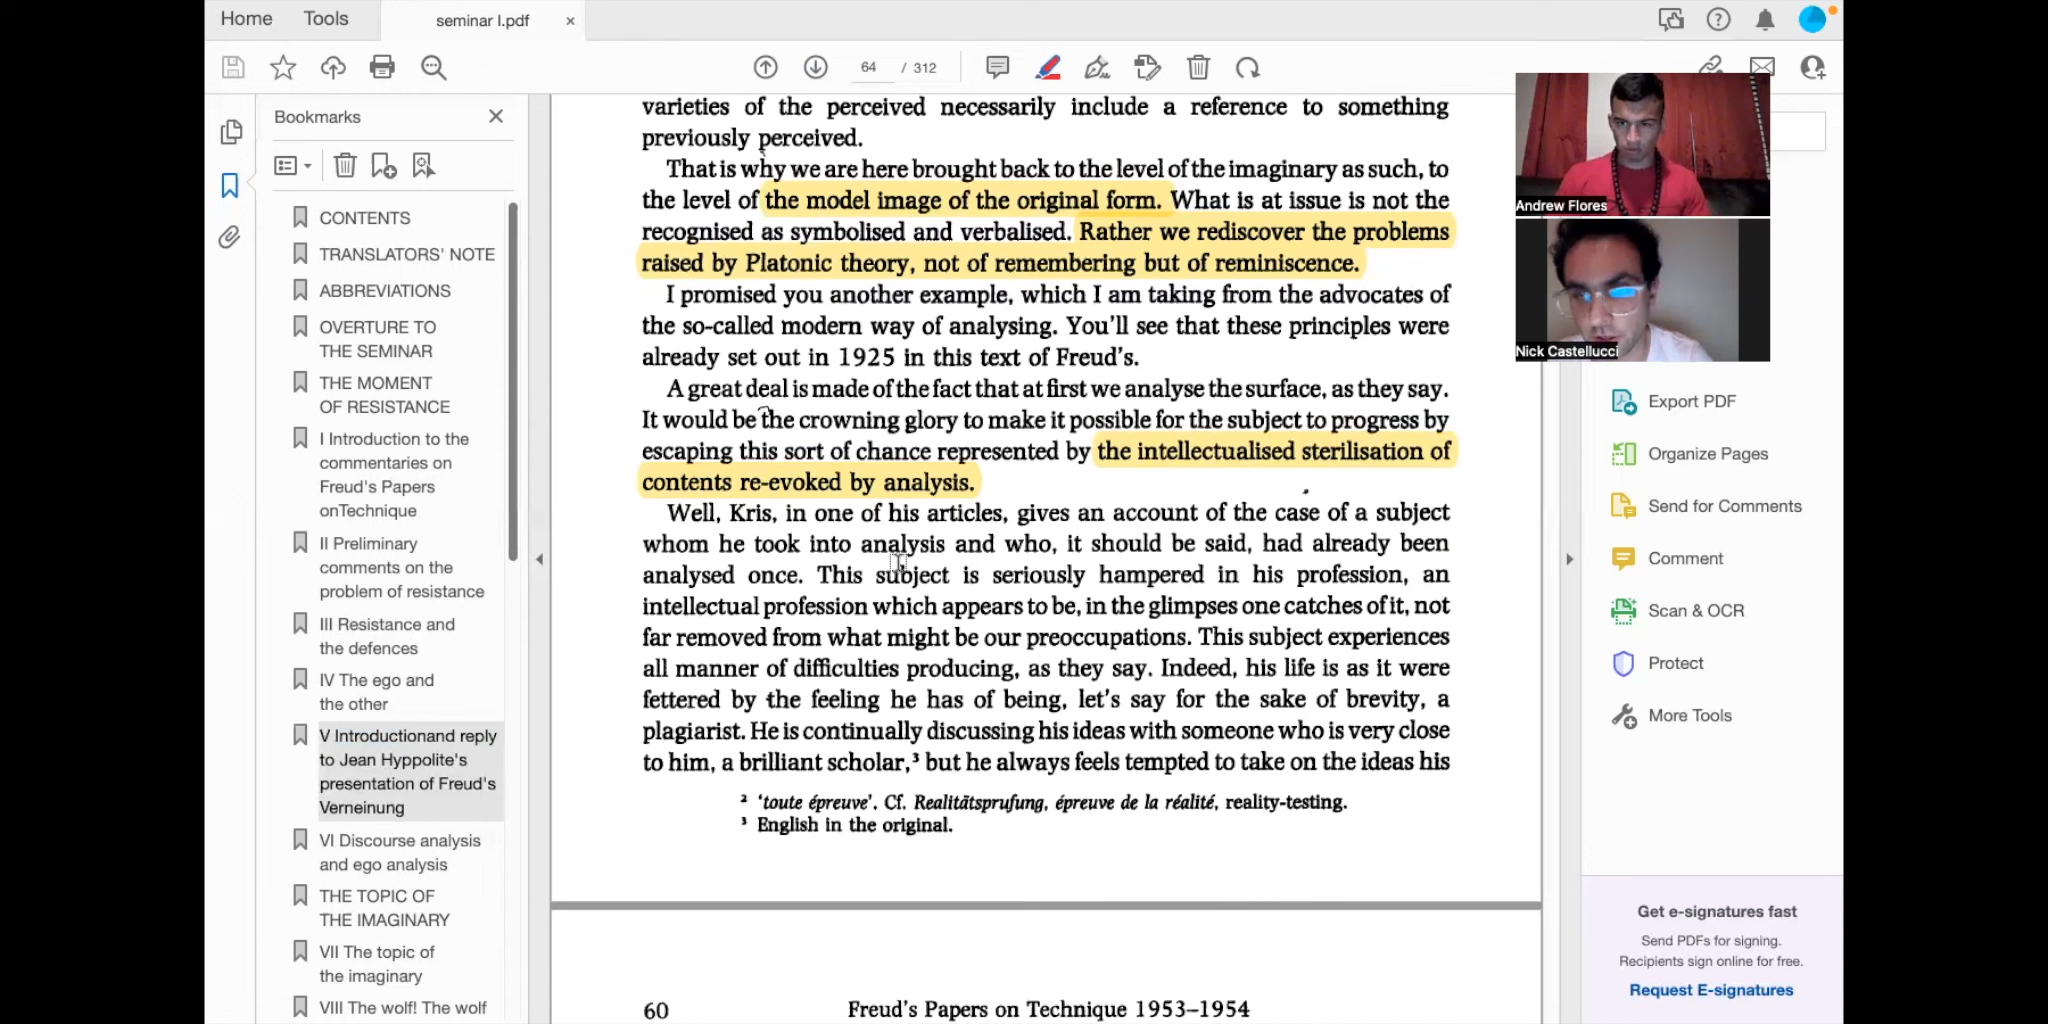 Home Tools seminar I.pdf
64 / 312
Bookmarks
CONTENTS
TRANSLATORS' NOTE
ABBREVIATIONS
OVERTURE TO
THE SEMINAR
THE MOMENT
OF RESISTANCE
I Introduction to the
commentaries on
Freud's Papers
onTechnique
II Preliminary
comments on the
problem of resistance
III Resistance and
the defences
IV The ego and
the other
V Introductionand reply
to Jean Hyppolite's
presentation of Freud's
Verneinung
VI Discourse analysis
and ego analysis
THE TOPIC OF
THE IMAGINARY
VII The topic of
the imaginary
VIII The wolf! The wolf
varieties of the perceived necessarily include a reference to something
previously perceived.
That is why we are here brought back to the level of the imaginary as such, to
the level of the model image of the original form. What is at issue is not the
recognised as symbolised and verbalised. Rather we rediscover the problems
raised by Platonic theory, not of remembering but of reminiscence.
I promised you another example, which I am taking from the advocates of
the so-called modern way of analysing. You'll see that these principles were
already set out in 1925 in this text of Freud's.
A great deal is made of the fact that at first we analyse the surface, as they say.
It would be the crowning glory to make it possible for the subject to progress by
escaping this sort of chance represented by the intellectualised sterilisation of
contents re-evoked by analysis.
Well, Kris, in one of his articles, gives an account of the case of a subject
whom he took into analysis and who, it should be said, had already been
analysed once. This subject is seriously hampered in his profession, an
intellectual profession which appears to be, in the glimpses one catches of it, not
far removed from what might be our preoccupations. This subject experiences
all manner of difficulties producing, as they say. Indeed, his life is as it were
fettered by the feeling he has of being, let's say for the sake of brevity, a
plagiarist. He is continually discussing his ideas with someone who is very close
to him, a brilliant scholar,³ but he always feels tempted to take on the ideas his
² 'toute épreuve'. Cf. Realitätsprufung, épreuve de la réalité, reality-testing.
³ English in the original.
60 Freud's Papers on Technique 1953–1954
Andrew Flores
Nick Castellucci
Export PDF
Organize Pages
Send for Comments
Comment
Scan & OCR
Protect
More Tools
Get e-signatures fast
Send PDFs for signing.
Recipients sign online for free.
Request E-signatures